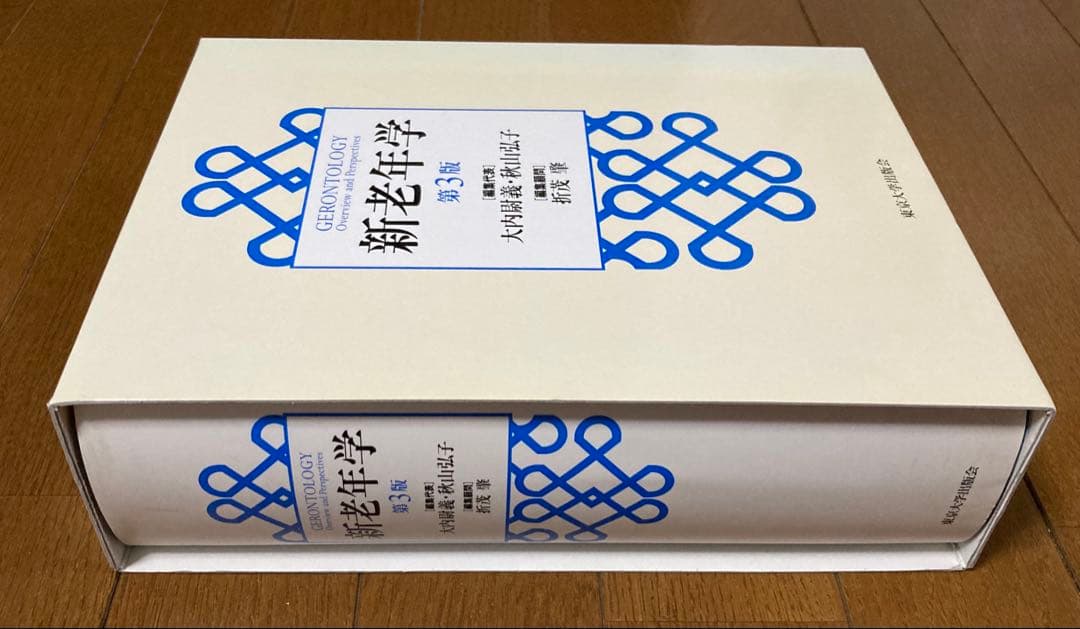 GERONTOLOGY
Overview and Perspectives
新老年学
第3版
[編集代表]
大内尉義・秋山弘子
[編集顧問]
折茂 肇
東京大学出版会
GERONTOLOGY
Overview and Perspectives
新老年学
第3版
[編集代表]
大内尉義・秋山弘子
[編集顧問]
折茂 肇
東京大学出版会